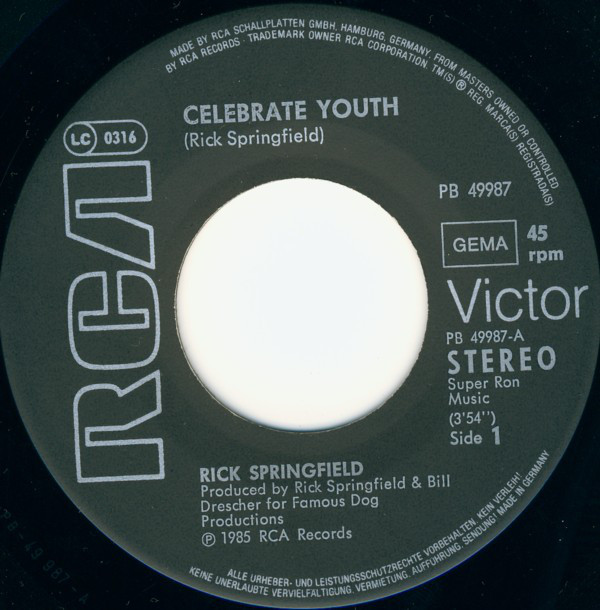 MADE BY RCA SCHALLPLATTEN GMBH, HAMBURG, GERMANY, FROM MASTERS OWNED OR CONTROLLED
BY RCA RECORDS · TRADEMARK OWNER RCA CORPORATION. TM(S) ® REG. MARCA(S) REGISTRADA(S)
CELEBRATE YOUTH
(Rick Springfield)
LC 0316
RCA
PB 49987
GEMA
45
rpm
Victor
PB 49987-A
STEREO
Super Ron
Music
(3'54'')
Side 1
RICK SPRINGFIELD
Produced by Rick Springfield & Bill
Drescher for Famous Dog
Productions
℗ 1985 RCA Records
ALLE URHEBER- UND LEISTUNGSSCHUTZRECHTE VORBEHALTEN. KEIN VERLEIH!
KEINE UNERLAUBTE VERVIELFÄLTIGUNG, VERMIETUNG, AUFFÜHRUNG, SENDUNG! MADE IN GERMANY
PB-49987 A